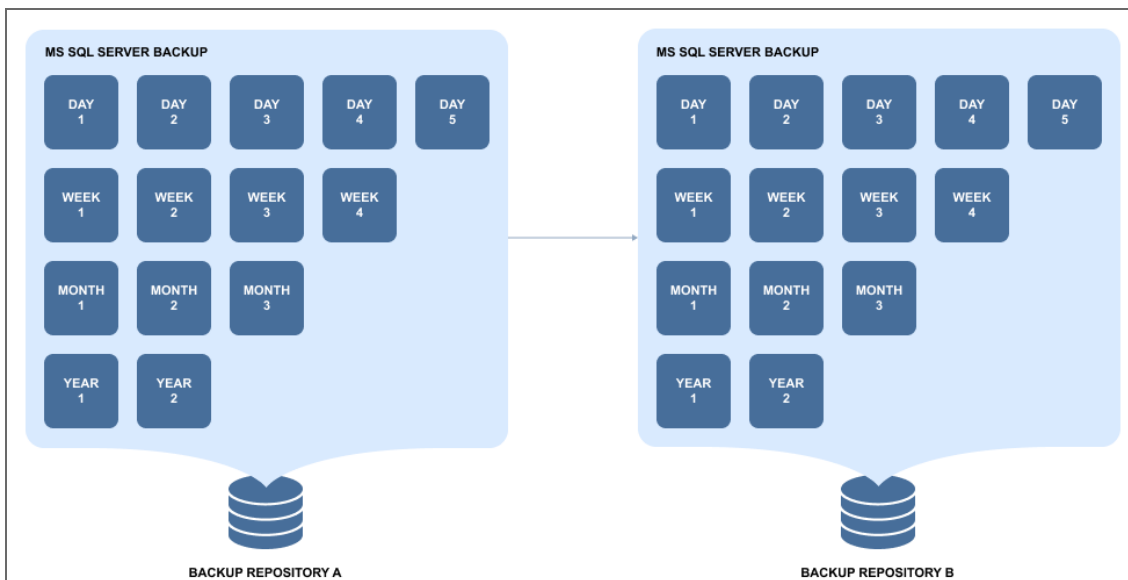 MS SQL SERVER BACKUP
DAY
1
DAY
2
DAY
3
DAY
4
DAY
5
WEEK
1
WEEK
2
WEEK
3
WEEK
4
MONTH
1
MONTH
2
MONTH
3
YEAR
1
YEAR
2
BACKUP REPOSITORY A
MS SQL SERVER BACKUP
DAY
1
DAY
2
DAY
3
DAY
4
DAY
5
WEEK
1
WEEK
2
WEEK
3
WEEK
4
MONTH
1
MONTH
2
MONTH
3
YEAR
1
YEAR
2
BACKUP REPOSITORY B